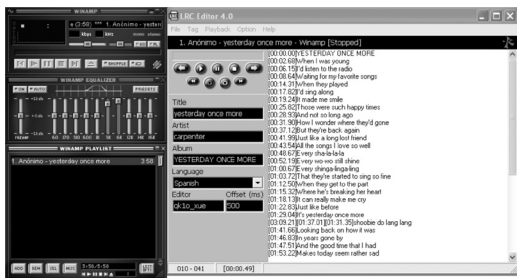 WINAMP
e (3:58) *** 1. Anónimo - yesterd
kbps
kHz
SHUFFLE
WINAMP EQUALIZER
ON
AUTO
PRESETS
WINAMP PLAYLIST
1. Anónimo - yesterday once more 3:58
ADD
REM
SEL
MISC
3:58/3:58
LRC Editor 4.0
File Tag Playback Option Help
1. Anónimo - yesterday once more - Winamp [Stopped]
Title
yesterday once more
Artist
carpenter
Album
YESTERDAY ONCE MORE
Language
Spanish
Editor
Offset (ms)
qklo_xue
500
[00:00.00]YESTERDAY ONCE MORE
[00:02.68]When I was young
[00:06.15]I'd listen to the radio
[00:08.64]Waiting for my favorite songs
[00:14.31]When they played
[00:17.82]I'd sing along
[00:19.24]It made me smile
[00:25.82]Those were such happy times
[00:28.93]And not so long ago
[00:31.90]How I wonder where they'd gone
[00:37.12]But they're back again
[00:41.99]Just like a long lost friend
[00:43.54]All the songs I love so well
[00:48.67]Every sha-la-la-la
[00:52.19]Every wo-wo still shine
[01:00.67]Every shinga-linga-ling
[01:03.72]That they're started to sing so fine
[01:12.50]When they get to the part
[01:15.32]Where he's breaking her heart
[01:18.13]It can really make me cry
[01:22.83]Just like before
[01:29.04]It's yesterday once more
[03:09.21][01:37.01][01:31.35]shoobie do lang lang
[01:41.66]Looking back on how it was
[01:46.83]In years gone by
[01:47.51]And the good time that I had
[01:53.22]Makes today seem rather sad
010 - 041
[00:00.49]